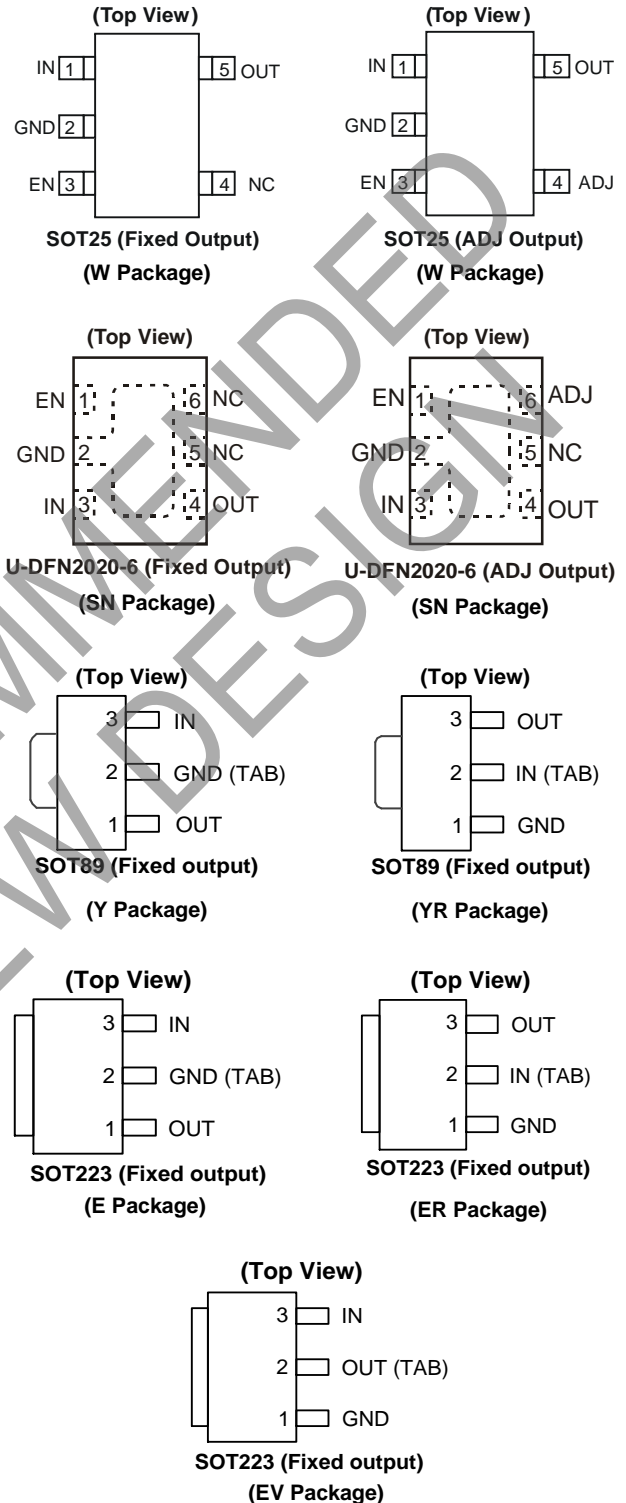 (Top View) (Top View)
IN 1 5 OUT IN 1 5 OUT
GND 2 GND 2
EN 3 4 NC EN 3 4 ADJ
SOT25 (Fixed Output) SOT25 (ADJ Output)
(W Package) (W Package)
(Top View) (Top View)
EN 1 6 NC EN 1 6 ADJ
GND 2 5 NC GND 2 5 NC
IN 3 4 OUT IN 3 4 OUT
U-DFN2020-6 (Fixed Output) U-DFN2020-6 (ADJ Output)
(SN Package) (SN Package)
(Top View) (Top View)
3 IN 3 OUT
2 GND (TAB) 2 IN (TAB)
1 OUT 1 GND
SOT89 (Fixed output) SOT89 (Fixed output)
(Y Package) (YR Package)
(Top View) (Top View)
3 IN 3 OUT
2 GND (TAB) 2 IN (TAB)
1 OUT 1 GND
SOT223 (Fixed output) SOT223 (Fixed output)
(E Package) (ER Package)
(Top View)
3 IN
2 OUT (TAB)
1 GND
SOT223 (Fixed output)
(EV Package)
MMENDED
EW DESIGN